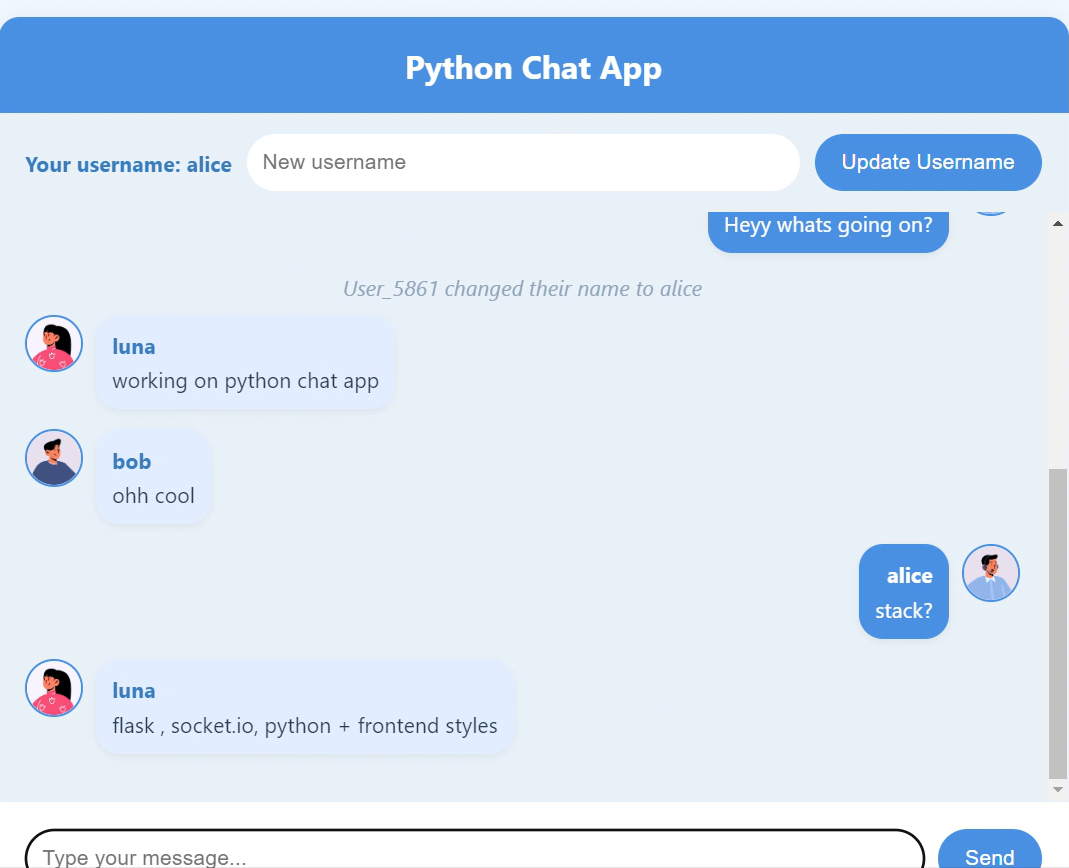 Python Chat App
Your username: alice
New username
Update Username
Heyy whats going on?
User_5861 changed their name to alice
luna
working on python chat app
bob
ohh cool
alice
stack?
luna
flask , socket.io, python + frontend styles
Type your message...
Send